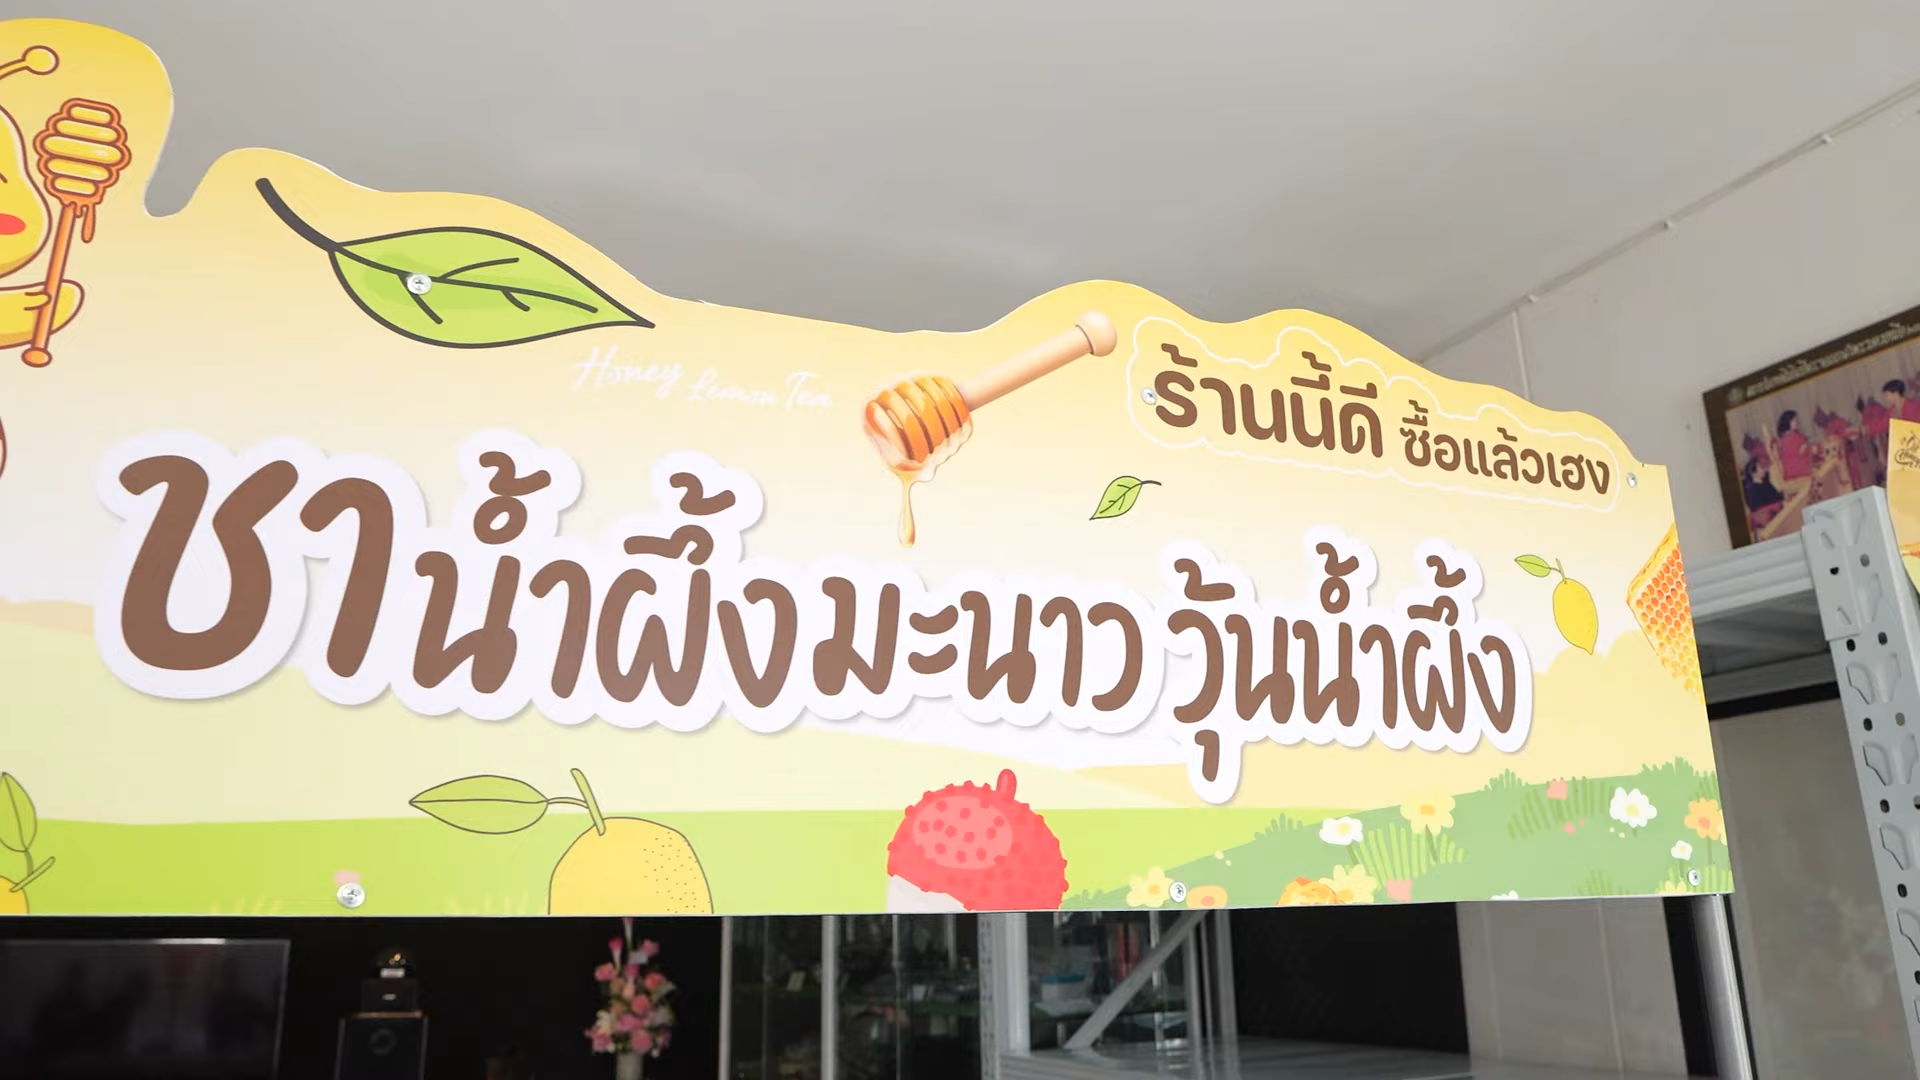 Honey Lemon Tea
ร้านนี้ดี ซื้อแล้วเฮง
ชาน้ำผึ้งมะนาว วุ้นน้ำผึ้ง